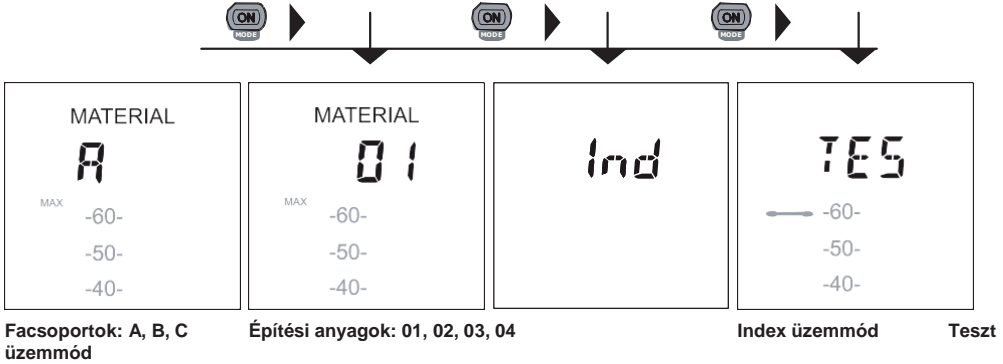 ON ON ON
MODE MODE MODE
MATERIAL
A
MAX
-60-
-50-
-40-
MATERIAL
01
MAX
-60-
-50-
-40-
Ind
TES
-60-
-50-
-40-
Facsoportok: A, B, C
üzemmód
Építési anyagok: 01, 02, 03, 04
Index üzemmód
Teszt